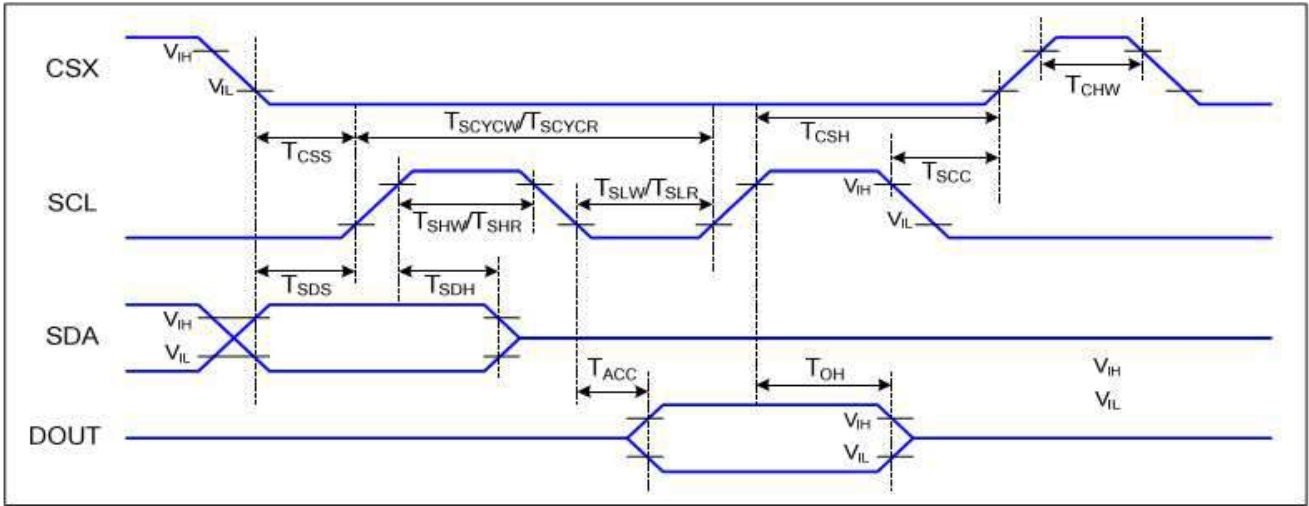 CSX
VIH
VIL
TCHW
TSCYCW/TSCYCR
TCSH
TCSS
TSCC
SCL
TSLW/TSLR
VIH
VIL
TSHW/TSHR
TSDS
TSDH
SDA
VIH
VIL
TACC
TOH
VIH
VIL
DOUT
VIH
VIL